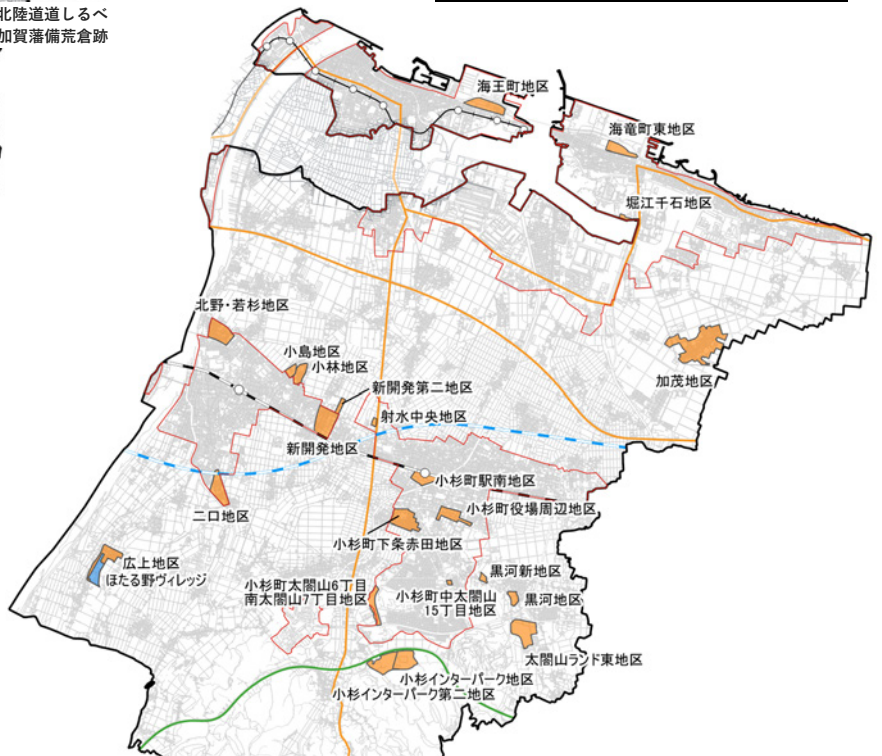 北陸道道しるべ
加賀藩備荒倉跡
海王町地区
海竜町東地区
堀江千石地区
北野・若杉地区
小島地区
小林地区
新開発第二地区
射水中央地区
加茂地区
新開発地区
小杉町駅南地区
二口地区
小杉町役場周辺地区
小杉町下条赤田地区
広上地区
ほたる野ヴィレッジ
黒河新地区
小杉町太閤山6丁目
南太閤山7丁目地区
小杉町中太閤山
15丁目地区
黒河地区
太閤山ランド東地区
小杉インターパーク地区
小杉インターパーク第二地区